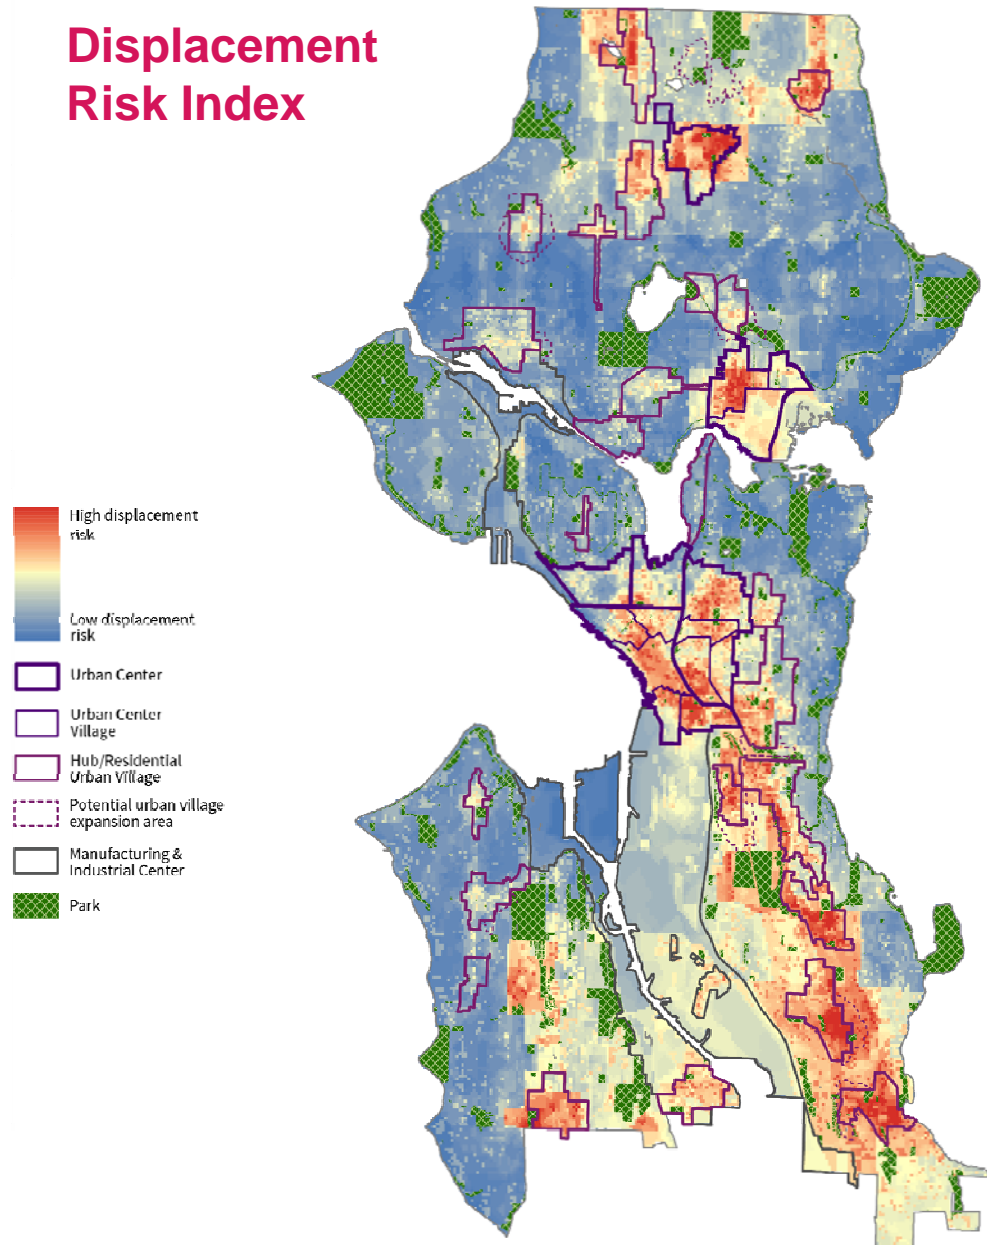 Displacement
Risk Index
High displacement
risk
Low displacement
risk
Urban Center
Urban Center
Village
Hub/Residential
Urban Village
Potential urban village
expansion area
Manufacturing &
Industrial Center
Park